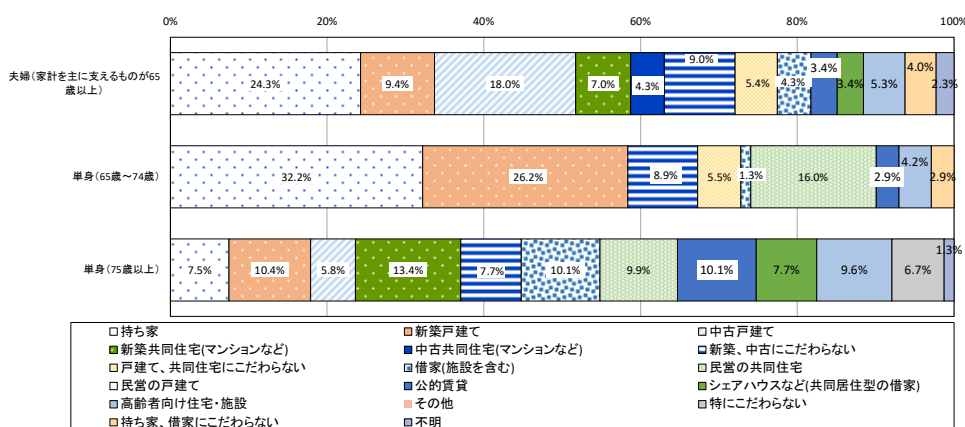 0% 20% 40% 60% 80% 100%
夫婦(家計を主に支えるものが65
歳以上)
24.3% 9.4% 18.0% 7.0% 4.3% 9.0% 5.4% 4.3% 3.4% 3.4% 5.3% 4.0% 2.3%
単身(65歳~74歳)
32.2% 26.2% 8.9% 5.5% 1.3% 16.0% 2.9% 4.2% 2.9%
単身(75歳以上)
7.5% 10.4% 5.8% 13.4% 7.7% 10.1% 9.9% 10.1% 7.7% 9.6% 6.7% 1.3%
持ち家 新築戸建て 中古戸建て
新築共同住宅(マンションなど) 中古共同住宅(マンションなど) 新築、中古にこだわらない
戸建て、共同住宅にこだわらない 借家(施設を含む) 民営の共同住宅
民営の戸建て 公的賃貸 シェアハウスなど(共同居住型の借家)
高齢者向け住宅・施設 その他 特にこだわらない
持ち家、借家にこだわらない 不明